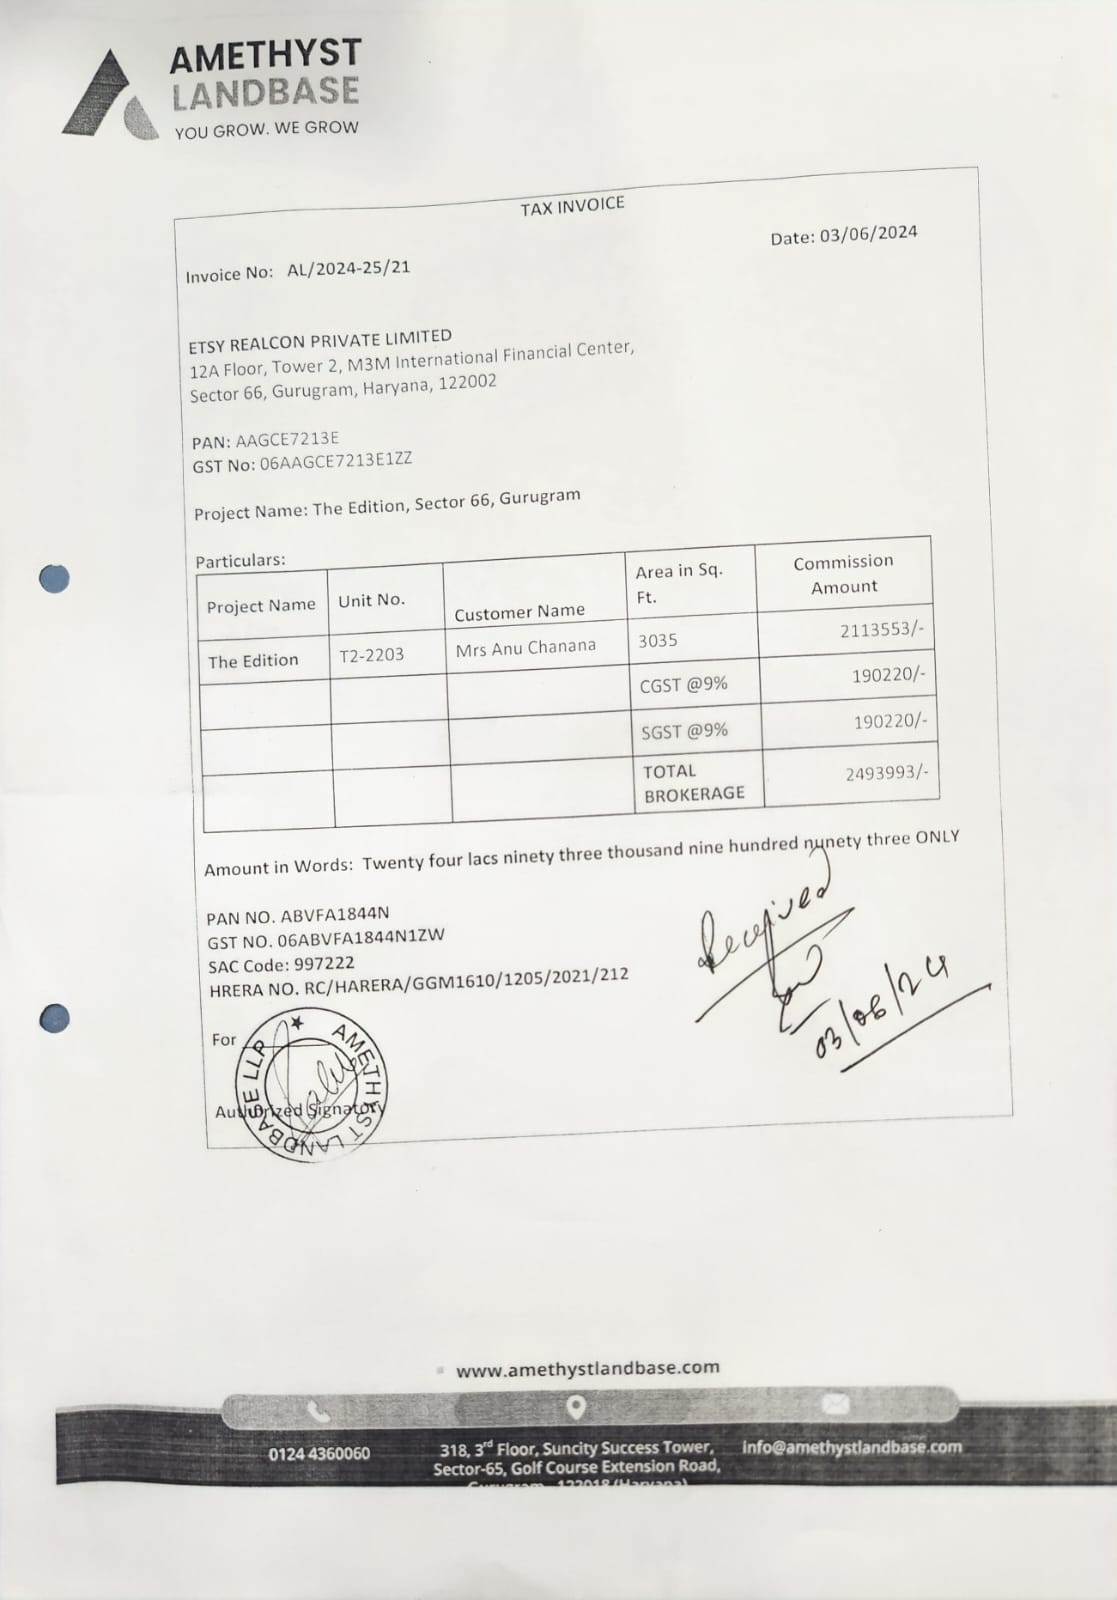 AMETHYST
LANDBASE
YOU GROW. WE GROW
TAX INVOICE
Date: 03/06/2024
Invoice No: AL/2024-25/21
ETSY REALCON PRIVATE LIMITED
12A Floor, Tower 2, M3M International Financial Center,
Sector 66, Gurugram, Haryana, 122002
PAN: AAGCE7213E
GST No: 06AAGCE7213E1ZZ
Project Name: The Edition, Sector 66, Gurugram
Particulars:
Project Name Unit No. Customer Name Area in Sq. Ft. Commission Amount
The Edition T2-2203 Mrs Anu Chanana 3035 2113553/-
CGST @9% 190220/-
SGST @9% 190220/-
TOTAL BROKERAGE 2493993/-
Amount in Words: Twenty four lacs ninety three thousand nine hundred nunety three ONLY
PAN NO. ABVFA1844N
GST NO. 06ABVFA1844N1ZW
SAC Code: 997222
HRERA NO. RC/HARERA/GGM1610/1205/2021/212
Received
03/06/24
For
AMETHYST LANDBASE LLP
Authorized Signatory
www.amethystlandbase.com
0124 4360060
318, 3rd Floor, Suncity Success Tower,
Sector-65, Golf Course Extension Road,
Gurugram, 122018 (Haryana)
info@amethystlandbase.com